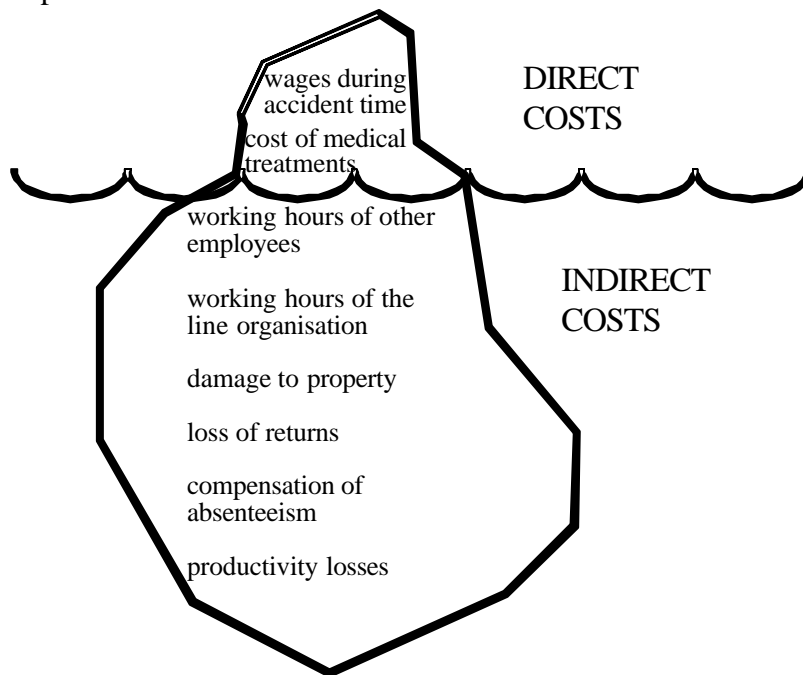 wages during
accident time
cost of medical
treatments
DIRECT
COSTS
working hours of other
employees
working hours of the
line organisation
damage to property
loss of returns
compensation of
absenteeism
productivity losses
INDIRECT
COSTS